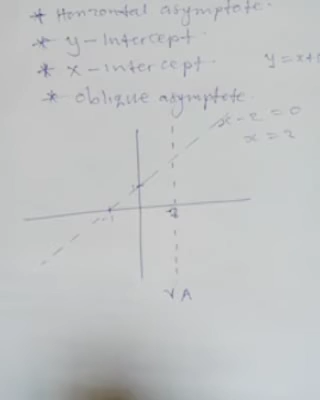 * Horizontal asymptote.
* y-Intercept.
* x-intercept.
y = x+
* Oblique asymptote.
x-2=0
x=2
-1
2
VA